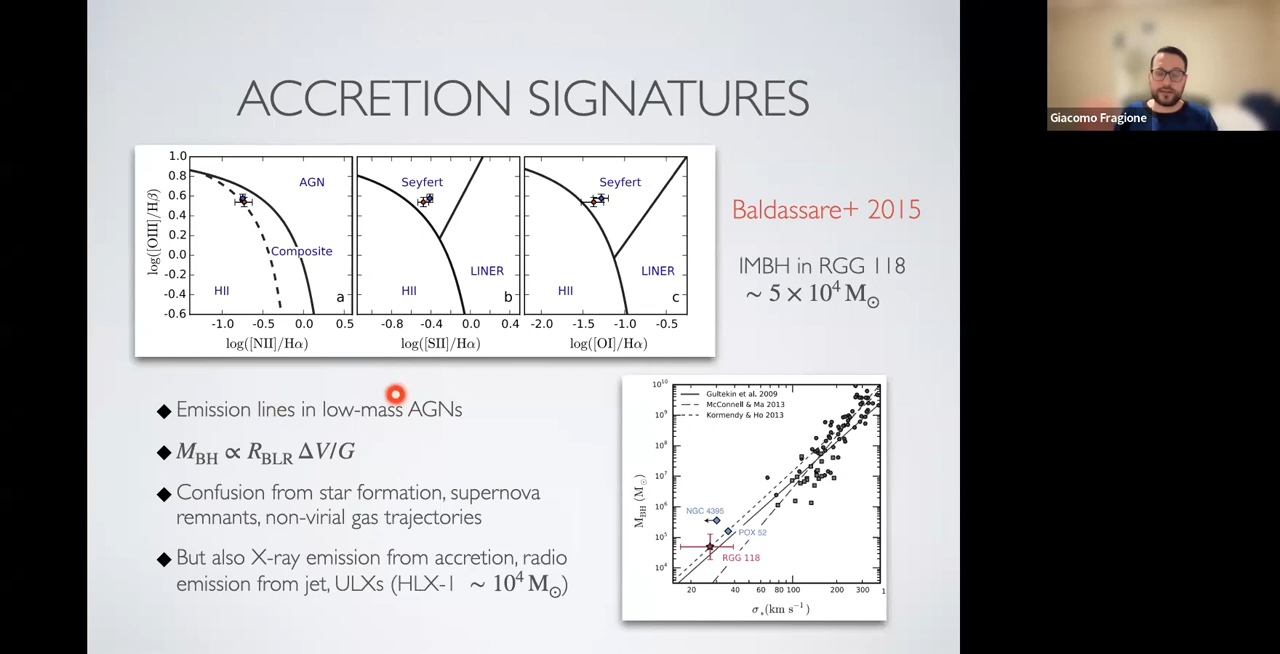 ACCRETION SIGNATURES
Giacomo Fragione
1.0
0.8
0.6
0.4
0.2
0.0
-0.2
-0.4
-0.6
log([OIII]/Hβ)
AGN
Composite
HII
a
-1.0 -0.5 0.0 0.5
log([NII]/Hα)
Seyfert
LINER
HII
b
-0.8 -0.4 0.0 0.4
log([SII]/Hα)
Seyfert
LINER
HII
c
-2.0 -1.5 -1.0 -0.5
log([OI]/Hα)
Baldassare+ 2015
IMBH in RGG 118
~ 5 × 10⁴ M☉
◆ Emission lines in low-mass AGNs
◆ M_BH ∝ R_BLR ΔV/G
◆ Confusion from star formation, supernova
remnants, non-virial gas trajectories
◆ But also X-ray emission from accretion, radio
emission from jet, ULXs (HLX-1 ~ 10⁴ M☉)
Gultekin et al. 2009
McConnell & Ma 2013
Kormendy & Ho 2013
10¹⁰
10⁹
10⁸
10⁷
10⁶
10⁵
10⁴
M_BH (M☉)
NGC 4395
POX 52
RGG 118
20 40 60 80 100 200 300 1
σ*(km s⁻¹)